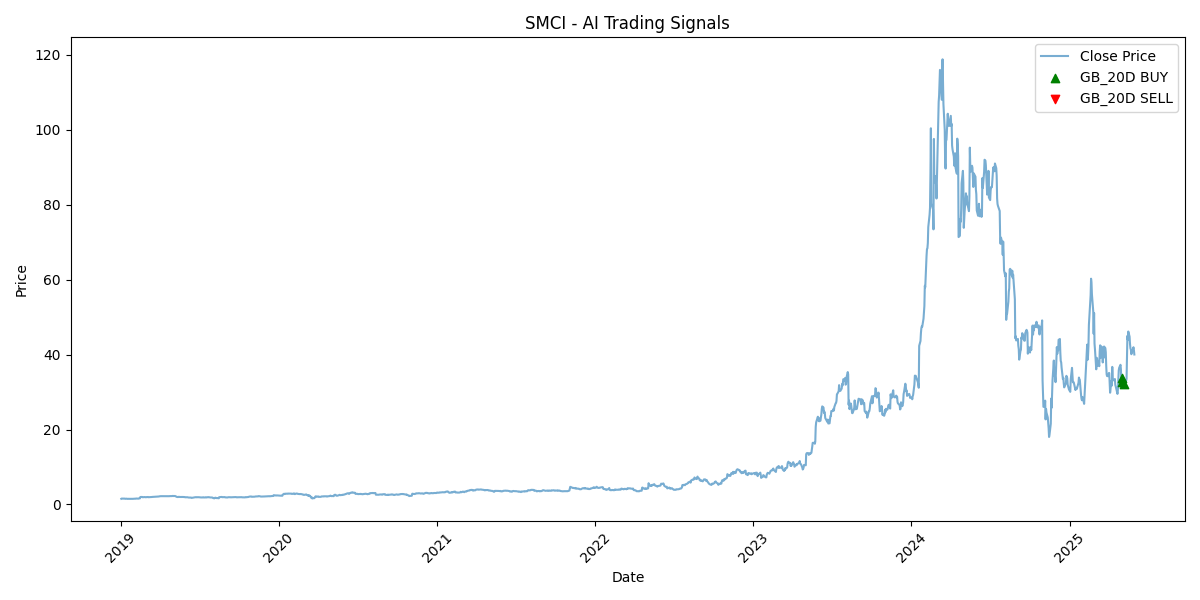 SMCI - AI Trading Signals
Close Price
GB_20D BUY
GB_20D SELL
Price
120
100
80
60
40
20
0
2019
2020
2021
2022
2023
2024
2025
Date